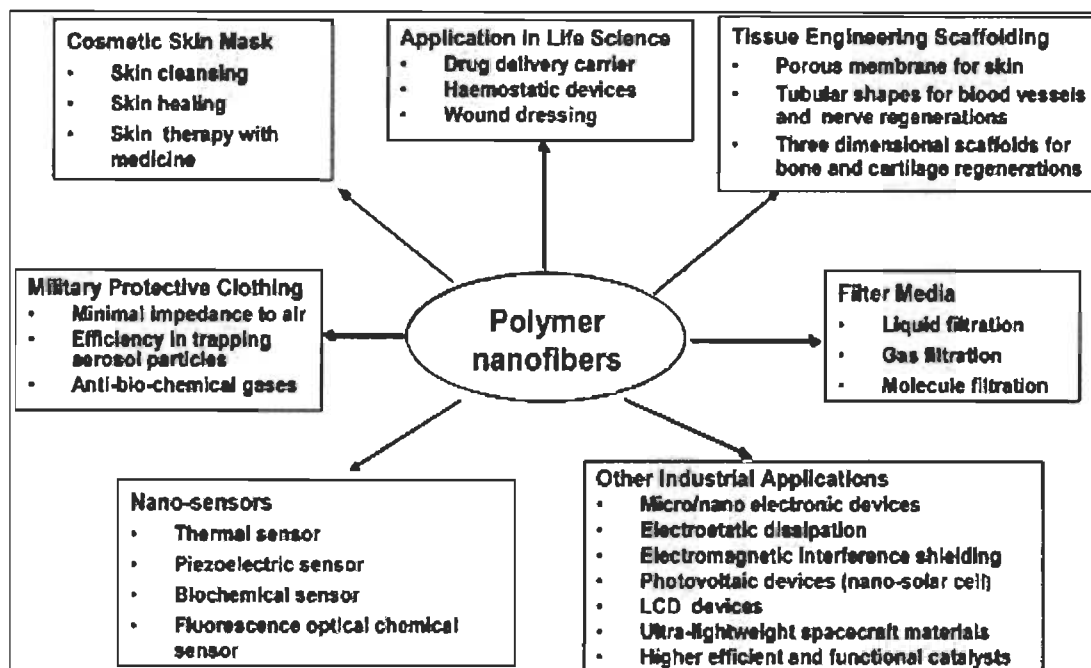 Cosmetic Skin Mask
• Skin cleansing
• Skin healing
• Skin therapy with
medicine
Application in Life Science
• Drug delivery carrier
• Haemostatic devices
• Wound dressing
Tissue Engineering Scaffolding
• Porous membrane for skin
• Tubular shapes for blood vessels
and nerve regenerations
• Three dimensional scaffolds for
bone and cartilage regenerations
Military Protective Clothing
• Minimal impedance to air
• Efficiency in trapping
aerosol particles
• Anti-bio-chemical gases
Polymer
nanofibers
Filter Media
• Liquid filtration
• Gas filtration
• Molecule filtration
Nano-sensors
• Thermal sensor
• Piezoelectric sensor
• Biochemical sensor
• Fluorescence optical chemical
sensor
Other Industrial Applications
• Micro/nano electronic devices
• Electrostatic dissipation
• Electromagnetic interference shielding
• Photovoltaic devices (nano-solar cell)
• LCD devices
• Ultra-lightweight spacecraft materials
• Higher efficient and functional catalysts